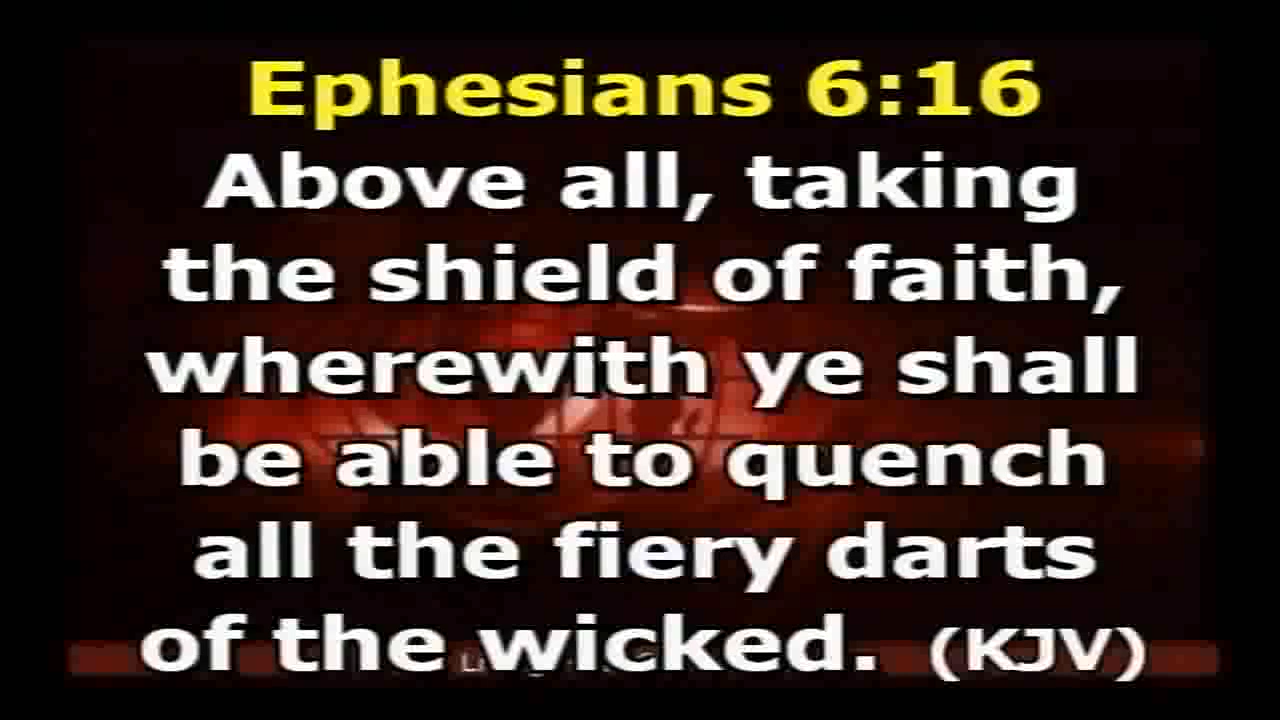 Ephesians 6:16
Above all, taking
the shield of faith,
wherewith ye shall
be able to quench
all the fiery darts
of the wicked. (KJV)